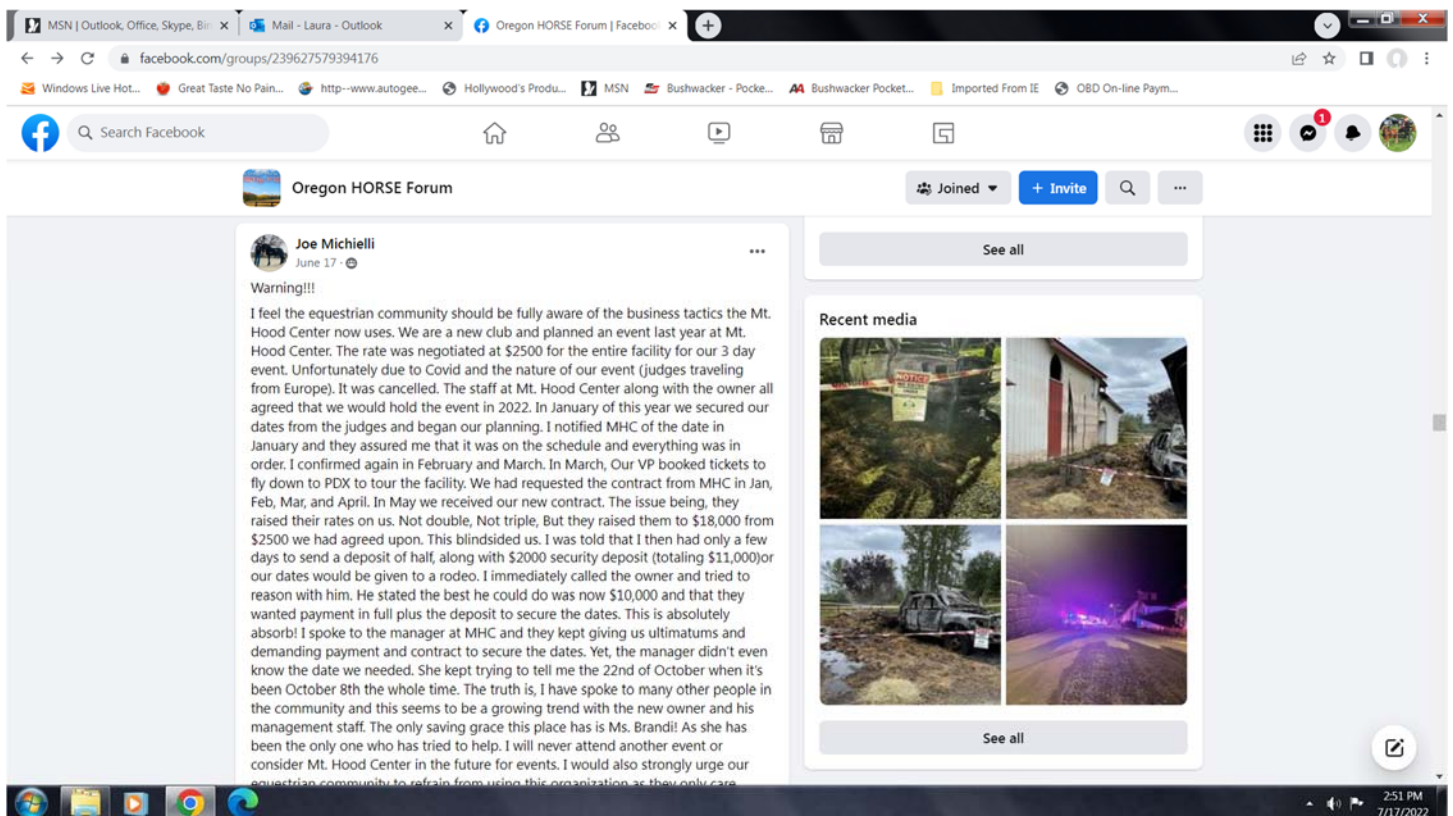 MSN | Outlook, Office, Skype, Bin
Mail - Laura - Outlook
Oregon HORSE Forum | Facebool
facebook.com/groups/239627579394176
Windows Live Hot...
Great Taste No Pain...
http--www.autogee...
Hollywood's Produ...
MSN
Bushwacker - Pocke...
Bushwacker Pocket...
Imported From IE
OBD On-line Paym...
Search Facebook
1
Oregon HORSE Forum
Joined
+ Invite
Joe Michielli
June 17
Warning!!!
I feel the equestrian community should be fully aware of the business tactics the Mt.
Hood Center now uses. We are a new club and planned an event last year at Mt.
Hood Center. The rate was negotiated at $2500 for the entire facility for our 3 day
event. Unfortunately due to Covid and the nature of our event (judges traveling
from Europe). It was cancelled. The staff at Mt. Hood Center along with the owner all
agreed that we would hold the event in 2022. In January of this year we secured our
dates from the judges and began our planning. I notified MHC of the date in
January and they assured me that it was on the schedule and everything was in
order. I confirmed again in February and March. In March, Our VP booked tickets to
fly down to PDX to tour the facility. We had requested the contract from MHC in Jan,
Feb, Mar, and April. In May we received our new contract. The issue being, they
raised their rates on us. Not double, Not triple, But they raised them to $18,000 from
$2500 we had agreed upon. This blindsided us. I was told that I then had only a few
days to send a deposit of half, along with $2000 security deposit (totaling $11,000)or
our dates would be given to a rodeo. I immediately called the owner and tried to
reason with him. He stated the best he could do was now $10,000 and that they
wanted payment in full plus the deposit to secure the dates. This is absolutely
absorb! I spoke to the manager at MHC and they kept giving us ultimatums and
demanding payment and contract to secure the dates. Yet, the manager didn't even
know the date we needed. She kept trying to tell me the 22nd of October when it's
been October 8th the whole time. The truth is, I have spoke to many other people in
the community and this seems to be a growing trend with the new owner and his
management staff. The only saving grace this place has is Ms. Brandi! As she has
been the only one who has tried to help. I will never attend another event or
consider Mt. Hood Center in the future for events. I would also strongly urge our
equestrian community to refrain from using this organization as they only care
See all
Recent media
NOTICE
See all
2:51 PM
7/17/2022